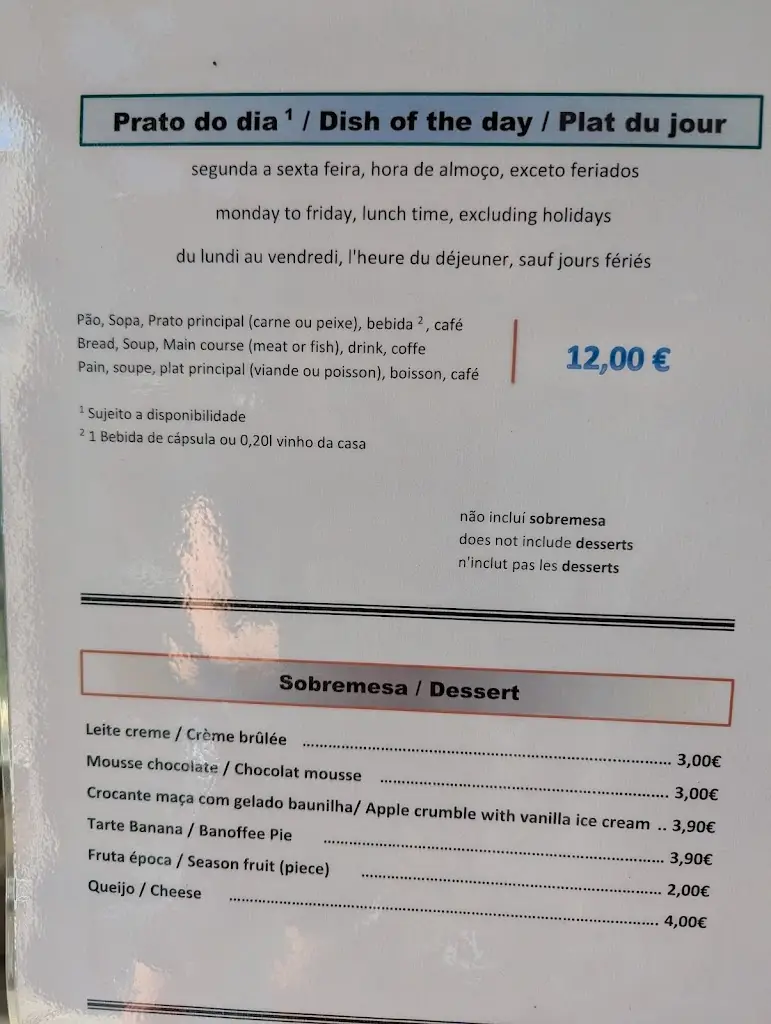 Prato do dia ¹ / Dish of the day / Plat du jour
segunda a sexta feira, hora de almoço, exceto feriados
monday to friday, lunch time, excluding holidays
du lundi au vendredi, l'heure du déjeuner, sauf jours fériés
Pão, Sopa, Prato principal (carne ou peixe), bebida ², café
Bread, Soup, Main course (meat or fish), drink, coffe
12,00 €
Pain, soupe, plat principal (viande ou poisson), boisson, café
¹ Sujeito a disponibilidade
² 1 Bebida de cápsula ou 0,20l vinho da casa
não incluí sobremesa
does not include desserts
n'inclut pas les desserts
Sobremesa / Dessert
Leite creme / Crème brûlée ........ 3,00€
Mousse chocolate / Chocolat mousse ........ 3,00€
Crocante maça com gelado baunilha/ Apple crumble with vanilla ice cream .. 3,90€
Tarte Banana / Banoffee Pie ........ 3,90€
Fruta época / Season fruit (piece) ........ 2,00€
Queijo / Cheese ........ 4,00€